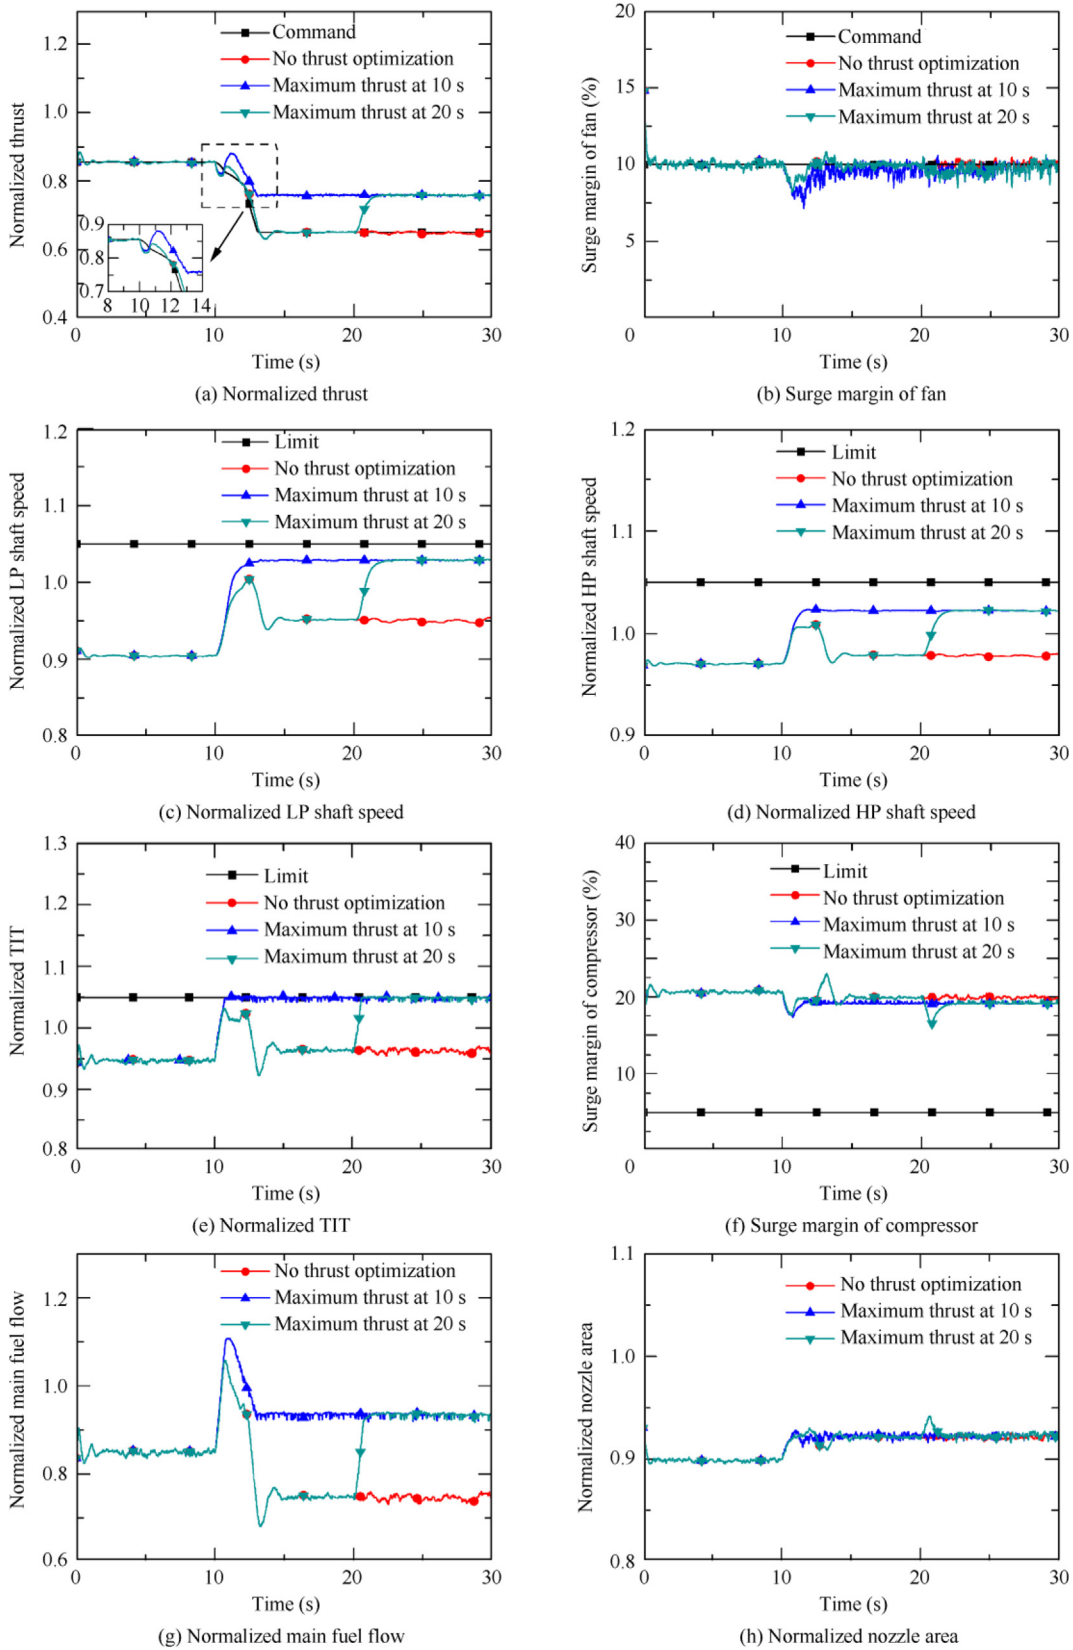 1.2
1.0
0.8
0.6
0.4
Normalized thrust
Command
No thrust optimization
Maximum thrust at 10 s
Maximum thrust at 20 s
0.9
0.8
0.7
8 10 12 14
0 10 20 30
Time (s)
(a) Normalized thrust
20
15
10
5
0
Surge margin of fan (%)
Command
No thrust optimization
Maximum thrust at 10 s
Maximum thrust at 20 s
10 20 30
Time (s)
(b) Surge margin of fan
1.2
1.1
1.0
0.9
0.8
Normalized LP shaft speed
Limit
No thrust optimization
Maximum thrust at 10 s
Maximum thrust at 20 s
0 10 20 30
Time (s)
(c) Normalized LP shaft speed
1.2
1.1
1.0
0.9
Normalized HP shaft speed
Limit
No thrust optimization
Maximum thrust at 10 s
Maximum thrust at 20 s
0 10 20 30
Time (s)
(d) Normalized HP shaft speed
1.3
1.2
1.1
1.0
0.9
0.8
Normalized TIT
Limit
No thrust optimization
Maximum thrust at 10 s
Maximum thrust at 20 s
0 10 20 30
Time (s)
(e) Normalized TIT
40
30
20
10
0
Surge margin of compressor (%)
Limit
No thrust optimization
Maximum thrust at 10 s
Maximum thrust at 20 s
10 20 30
Time (s)
(f) Surge margin of compressor
1.2
1.0
0.8
0.6
Normalized main fuel flow
No thrust optimization
Maximum thrust at 10 s
Maximum thrust at 20 s
0 10 20 30
Time (s)
(g) Normalized main fuel flow
1.1
1.0
0.9
0.8
Normalized nozzle area
No thrust optimization
Maximum thrust at 10 s
Maximum thrust at 20 s
0 10 20 30
Time (s)
(h) Normalized nozzle area